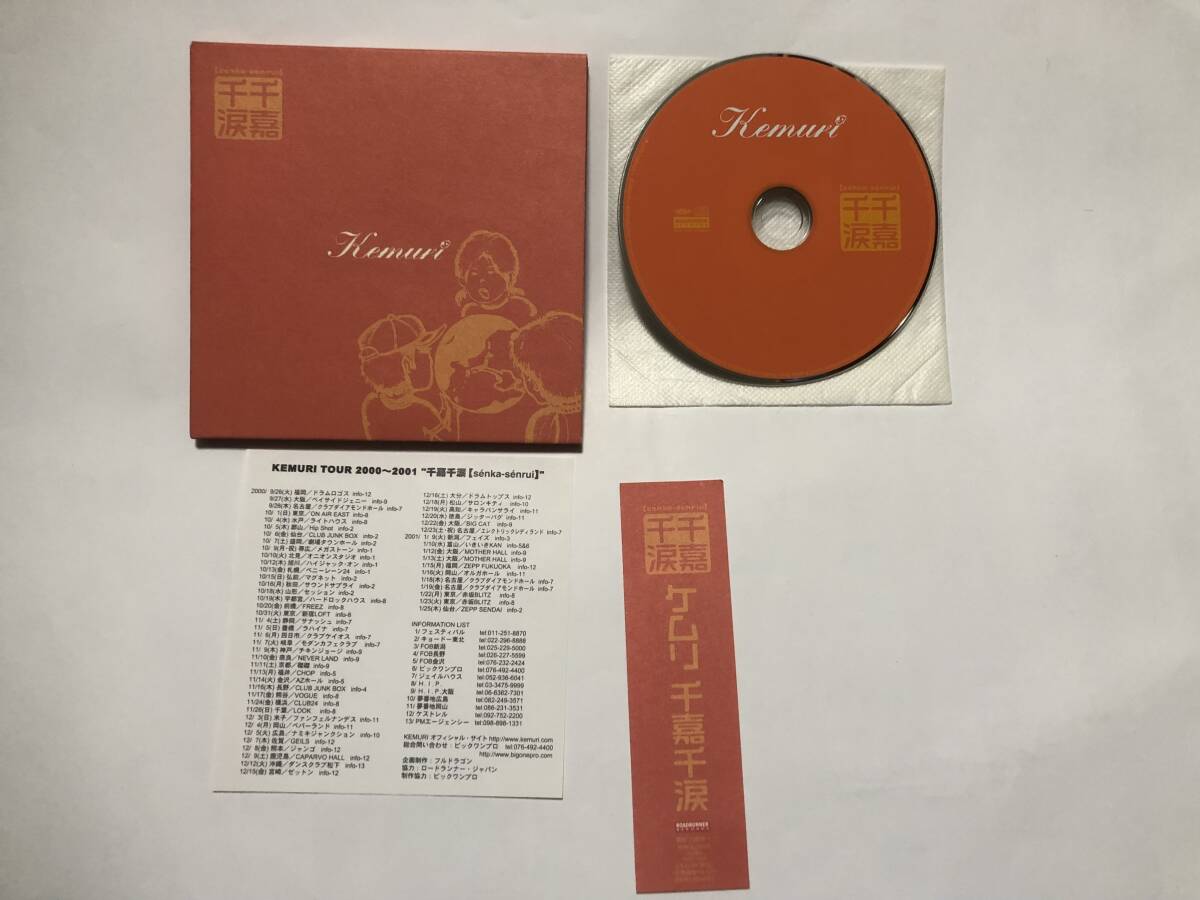 [senka-senrui]
千嘉
千涙
Kemuri
Kemuri
[senka-senrui]
千嘉
千涙
KEMURI TOUR 2000～2001 "千嘉千涙【sénka-sénrui】"
2000/ 9/26(火) 福岡／ドラムロゴス info-12
9/27(水) 大阪／ベイサイドジェニー info-9
9/28(木) 名古屋／クラブダイアモンドホール info-7
10/ 1(日) 東京／ON AIR EAST info-8
10/ 4(水) 水戸／ライトハウス info-8
10/ 5(木) 郡山／Hip Shot info-2
10/ 6(金) 仙台／CLUB JUNK BOX info-2
10/ 7(土) 盛岡／劇場タウンホール info-2
10/ 9(月・祝) 帯広／メガストーン info-1
10/10(火) 北見／オニオンスタジオ info-1
10/12(木) 旭川／ハイジャック・オン info-1
10/13(金) 札幌／ペニーレーン24 info-1
10/15(日) 弘前／マグネット info-2
10/16(月) 秋田／サウンドサプライ info-2
10/18(水) 山形／セッション info-2
10/19(木) 宇都宮／ハードロックハウス info-8
10/20(金) 前橋／FREEZ info-8
10/31(火) 東京／新宿LOFT info-8
11/ 4(土) 静岡／サナッシュ info-7
11/ 5(日) 豊橋／ラハイナ info-7
11/ 6(月) 四日市／クラブケイオス info-7
11/ 7(火) 岐阜／モダンカフェクラブ info-7
11/ 9(木) 神戸／チキンジョージ info-9
11/10(金) 奈良／NEVER LAND info-9
11/11(土) 京都／磔磔 info-9
11/13(月) 福井／CHOP info-5
11/14(火) 金沢／AZホール info-5
11/16(木) 長野／CLUB JUNK BOX info-4
11/17(金) 熊谷／VOGUE info-8
11/24(金) 横浜／CLUB24 info-8
11/26(日) 千葉／LOOK info-8
12/ 3(日) 米子／ファンフェルナンデス info-11
12/ 4(月) 岡山／ペパーランド info-11
12/ 5(火) 広島／ナミキジャンクション info-10
12/ 7(木) 佐賀／GEILS info-12
12/ 8(金) 熊本／ジャンゴ info-12
12/ 9(土) 鹿児島／CAPARVO HALL info-12
12/12(火) 沖縄／ダンスクラブ松下 info-13
12/15(金) 宮崎／ゼットン info-12
12/16(土) 大分／ドラムトップス info-12
12/18(月) 松山／サロンキティ info-10
12/19(火) 高知／キャラバンサライ info-11
12/20(水) 徳島／ジッターバグ info-11
12/22(金) 大阪／BIG CAT info-9
12/23(土・祝) 名古屋／エレクトリックレディランド info-7
2001/ 1/ 9(火) 新潟／フェイズ info-3
1/10(水) 富山／いきいきKAN info-5&6
1/12(金) 大阪／MOTHER HALL info-9
1/13(土) 大阪／MOTHER HALL info-9
1/15(月) 福岡／ZEPP FUKUOKA info-12
1/16(火) 岡山／オルガホール info-11
1/18(木) 名古屋／クラブダイアモンドホール info-7
1/19(金) 名古屋／クラブダイアモンドホール info-7
1/22(月) 東京／赤坂BLITZ info-8
1/23(火) 東京／赤坂BLITZ info-8
1/25(木) 仙台／ZEPP SENDAI info-2
INFORMATION LIST
1/ フェスティバル tel:011-251-8870
2/ キョードー東北 tel:022-296-8888
3/ FOB新潟 tel:025-229-5000
4/ FOB長野 tel:026-227-5599
5/ FOB金沢 tel:076-232-2424
6/ ビックワンプロ tel:076-492-4400
7/ ジェイルハウス tel:052-936-6041
8/ H.I.P. tel:03-3475-9999
9/ H.I.P.大阪 tel:06-6362-7301
10/ 夢番地広島 tel:082-249-3571
11/ 夢番地岡山 tel:086-231-3531
12/ ケストレル tel:092-752-2200
13/ PMエージェンシー tel:098-898-1331
KEMURI オフィシャル・サイト http://www.kemuri.com
総合問い合わせ：ビックワンプロ tel:076-492-4400
http://www.bigonepro.com
企画制作：フルドラゴン
協力：ロードランナー・ジャパン
制作協力：ビックワンプロ
[senka-senrui]
千嘉
千涙
ケムリ 千嘉千涙
ROADRUNNER
RECORDS